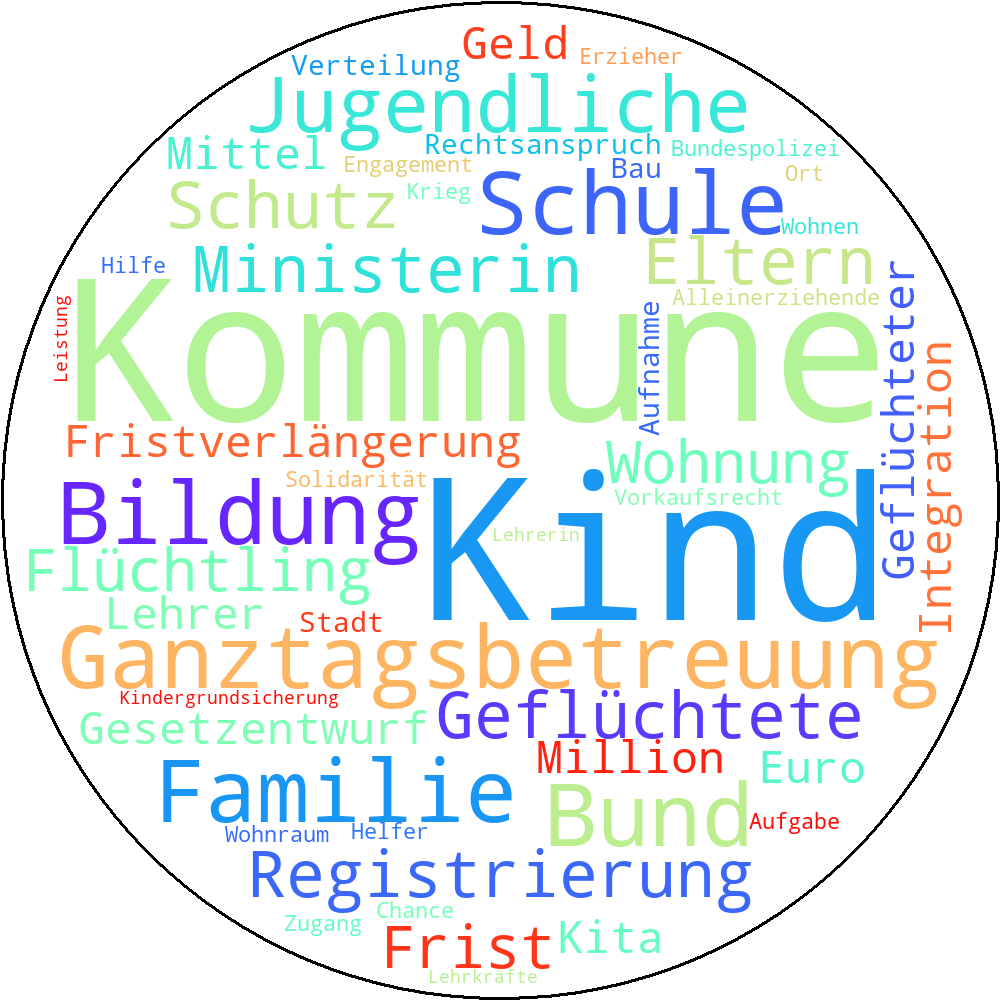 Geld
Erzieher
Verteilung
Jugendliche
Rechtsanspruch
Bundespolizei
Mittel
Engagement
Bau
Ort
Schutz
Krieg
Schule
Wohnen
Hilfe
Ministerin
Eltern
Alleinerziehende
Leistung
Kommune
Aufnahme
Geflüchteter
Integration
Fristverlängerung
Wohnung
Solidarität
Vorkaufsrecht
Bildung
Kind
Lehrerin
Flüchtling
Lehrer
Stadt
Ganztagsbetreuung
Kindergrundsicherung
Gesetzentwurf
Geflüchtete
Million
Euro
Familie
Bund
Aufgabe
Wohnraum
Helfer
Registrierung
Chance
Zugang
Frist
Kita
Lehrkräfte